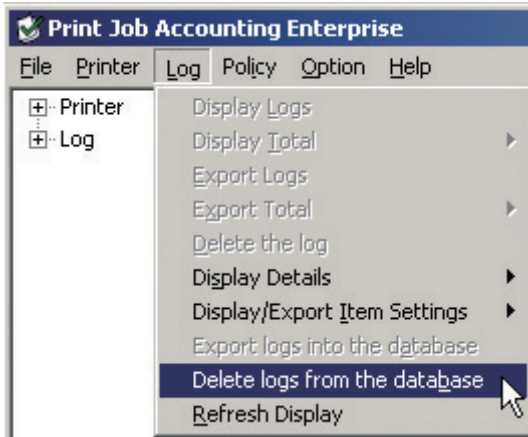 Print Job Accounting Enterprise
File Printer Log Policy Option Help
Printer
Log
Display Logs
Display Total
Export Logs
Export Total
Delete the log
Display Details
Display/Export Item Settings
Export logs into the database
Delete logs from the database
Refresh Display